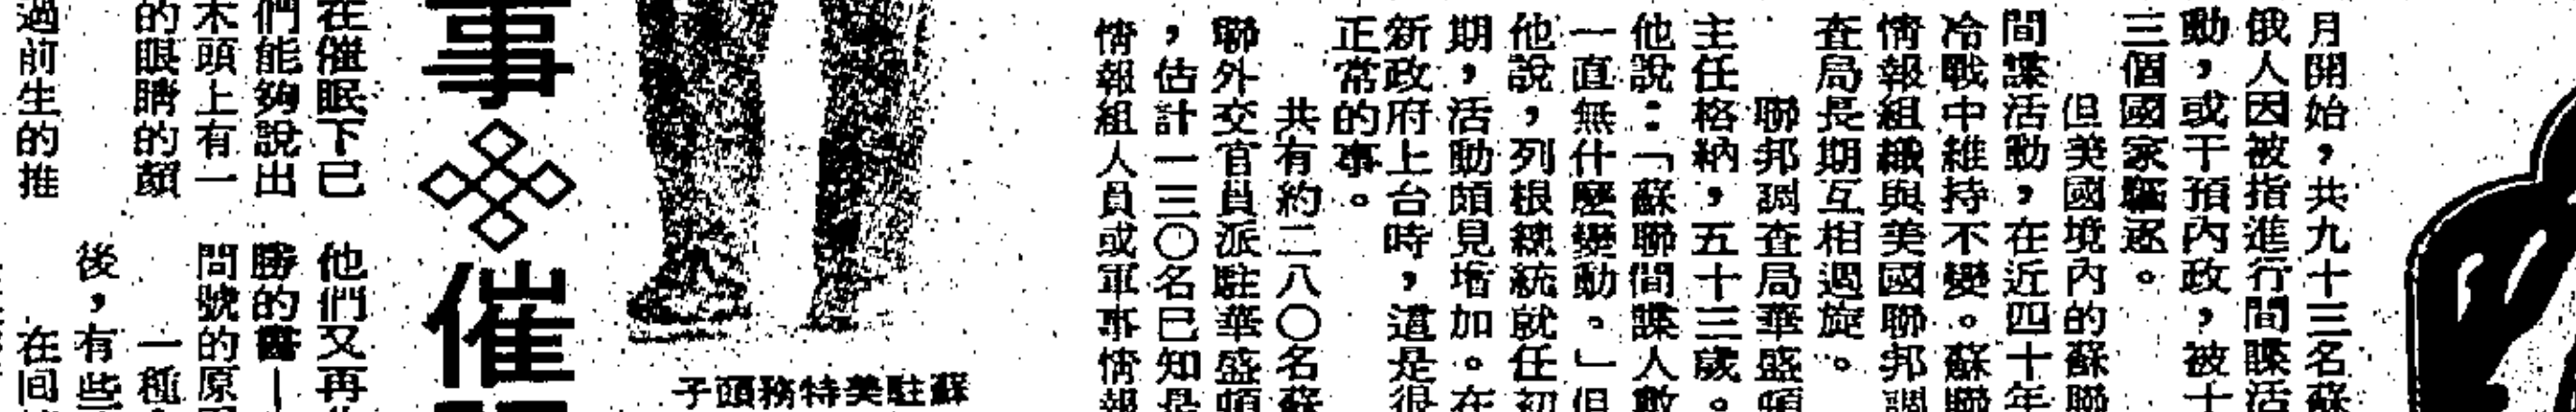 月開始，共九十三名蘇
俄人因被指進行間諜活
動，或干預內政，被十
三個國家驅逐。
但美國境內的蘇聯
間諜活動，在近四十年
冷戰中維持不變。蘇聯
情報組織與美國聯邦調
查局長期互相週旋。
聯邦調查局華盛頓
主任格納，五十三歲。
他說：「蘇聯間諜人數
一直無什麼變動。」但
他說，列根總統就任初
期，活動頗見增加。在
新政府上台時，這是很
正常的事。
共有約二八〇名蘇
聯外交官員派駐華盛頓
，估計一三〇名已知是
情報組人員或軍事情報
蘇駐美特務頭子
事
催
在催眠下已
們能夠說出
木頭上有一
的眼睛的顏
過前生的推
他們又再
勝的書—
問號的原因
一種
後，有些
在間